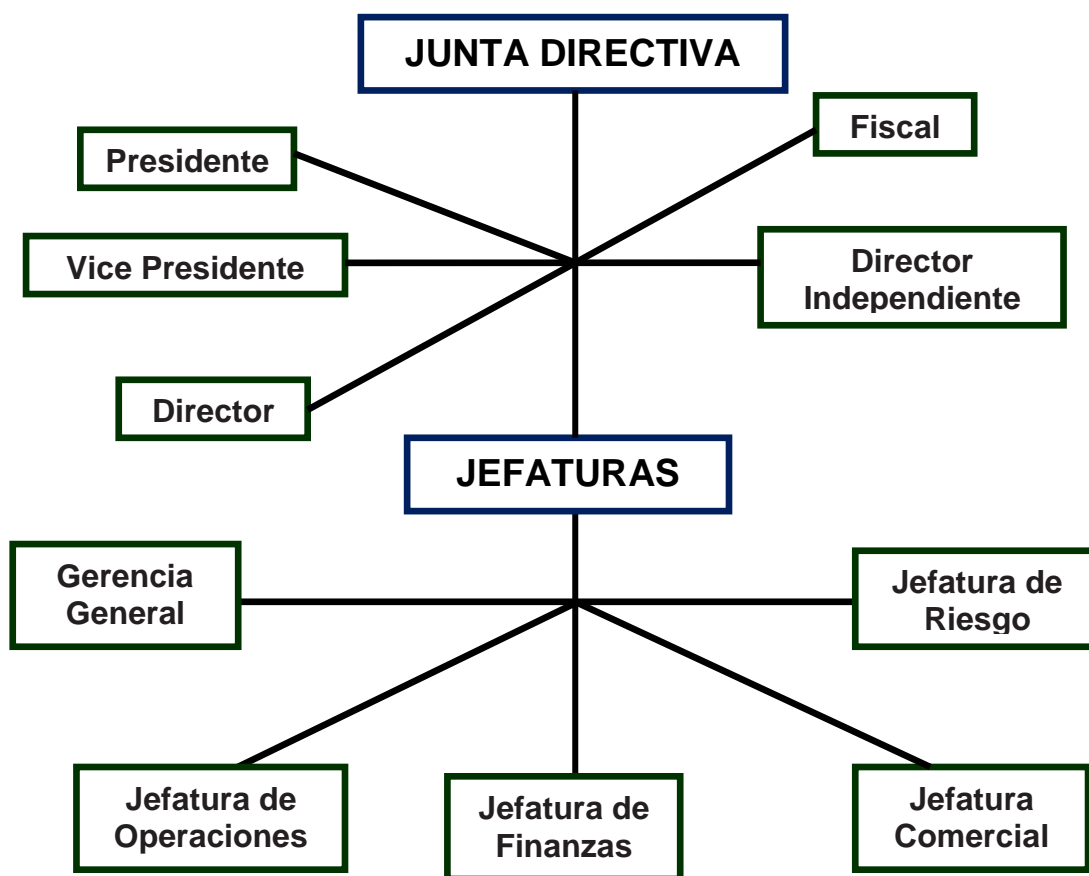 JUNTA DIRECTIVA
Fiscal
Presidente
Vice Presidente
Director
Independiente
Director
JEFATURAS
Gerencia
General
Jefatura de
Riesgo
Jefatura de
Operaciones
Jefatura de
Finanzas
Jefatura
Comercial